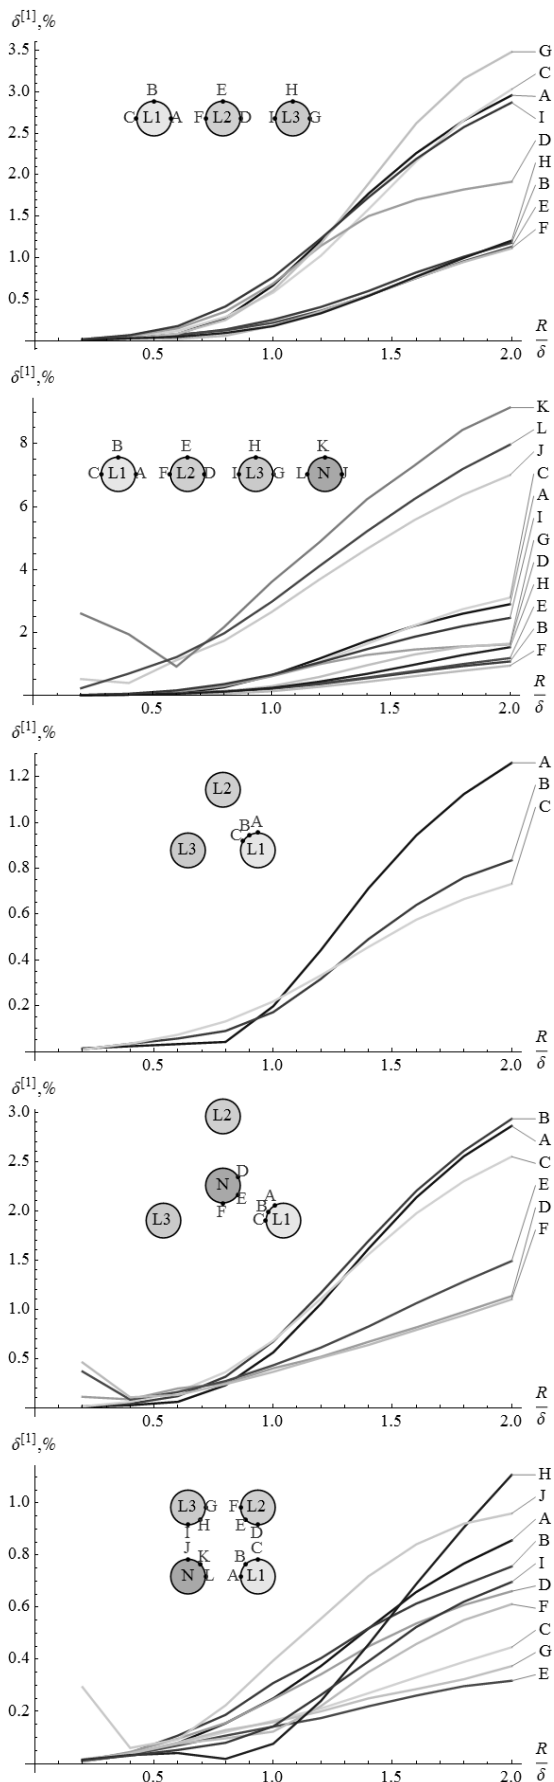 δ[1],%
3.5
3.0
2.5
2.0
1.5
1.0
0.5
B E H
C L1 A F L2 D I L3 G
G
C
A
I
D
H
B
E
F
0.5 1.0 1.5 2.0
R
δ
δ[1],%
8
6
4
2
B E H K
C L1 A F L2 D I L3 G L N J
K
L
J
C
A
I
G
D
H
E
B
F
0.5 1.0 1.5 2.0
R
δ
δ[1],%
1.2
1.0
0.8
0.6
0.4
0.2
L2
C B A
L3 L1
A
B
C
0.5 1.0 1.5 2.0
R
δ
δ[1],%
3.0
2.5
2.0
1.5
1.0
0.5
L2
D
N
E
F
A
B
L3 C L1
B
A
C
E
D
F
0.5 1.0 1.5 2.0
R
δ
δ[1],%
1.0
0.8
0.6
0.4
0.2
L3 G F L2
I H E D
J K B C
N L A L1
H
J
A
B
I
D
F
C
G
E
0.5 1.0 1.5 2.0
R
δ